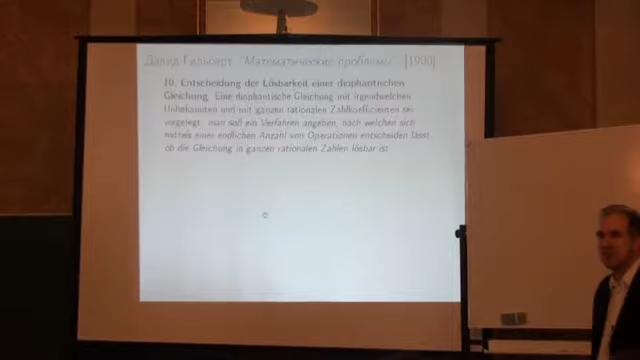 Давид Гильберт, "Математические проблемы" [1900]
10. Entscheidung der Lösbarkeit einer diophantischen
Gleichung. Eine diophantische Gleichung mit irgendwelchen
Unbekannten und mit ganzen rationalen Zahlkoefficienten sei
vorgelegt: man soll ein Verfahren angeben, nach welchen sich
mittels einer endlichen Anzahl von Operationen entscheiden lässt,
ob die Gleichung in ganzen rationalen Zahlen lösbar ist